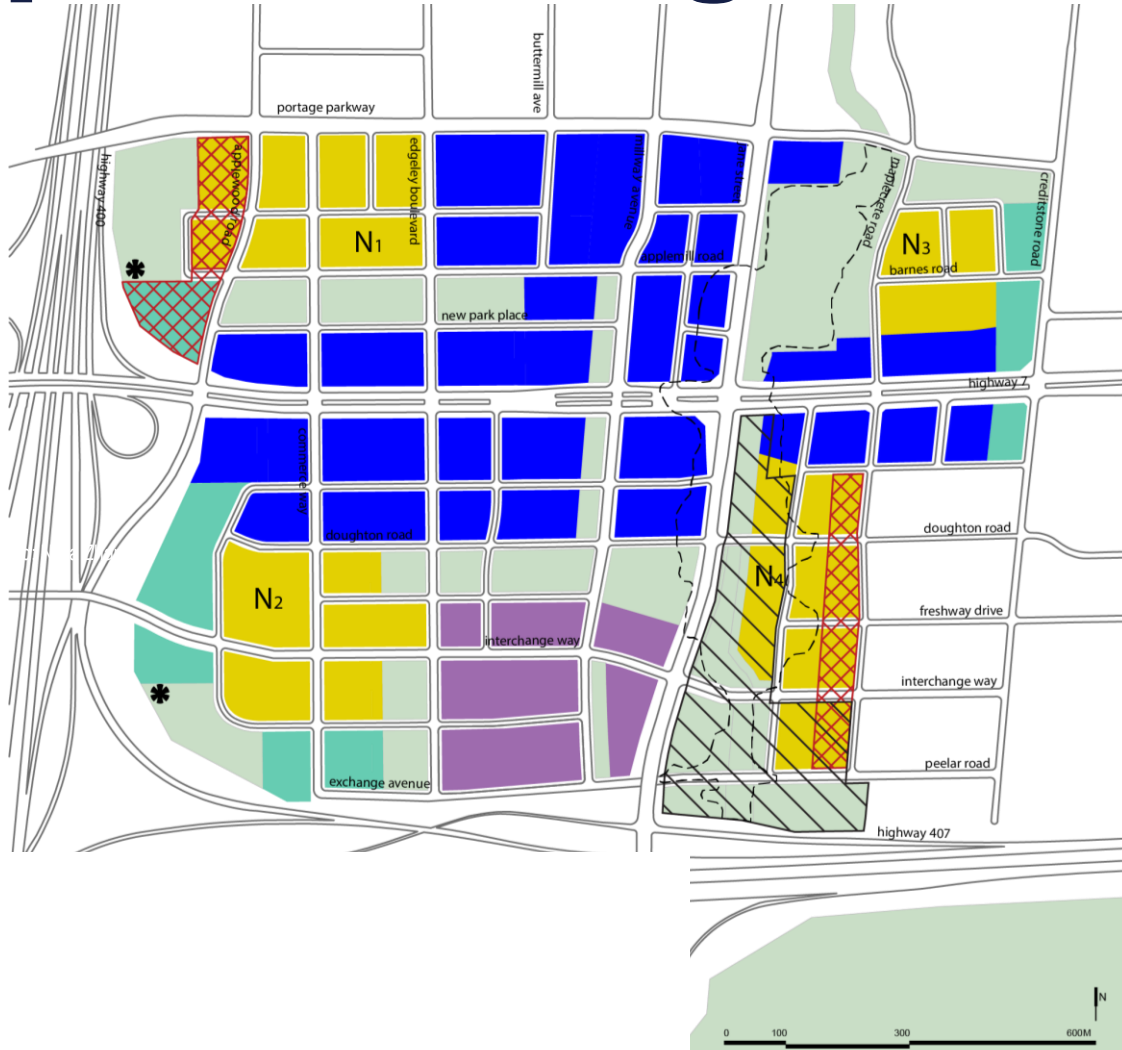 portage parkway
buttermill ave
highway 400
applewood road
edgeley boulevard
millway avenue
jane street
maplecrete road
creditstone road
N1
N3
applemill road
barnes road
new park place
highway 7
commerce way
doughton road
doughton road
N2
N4
freshway drive
interchange way
interchange way
exchange avenue
peelar road
highway 407
N
0 100 300 600M